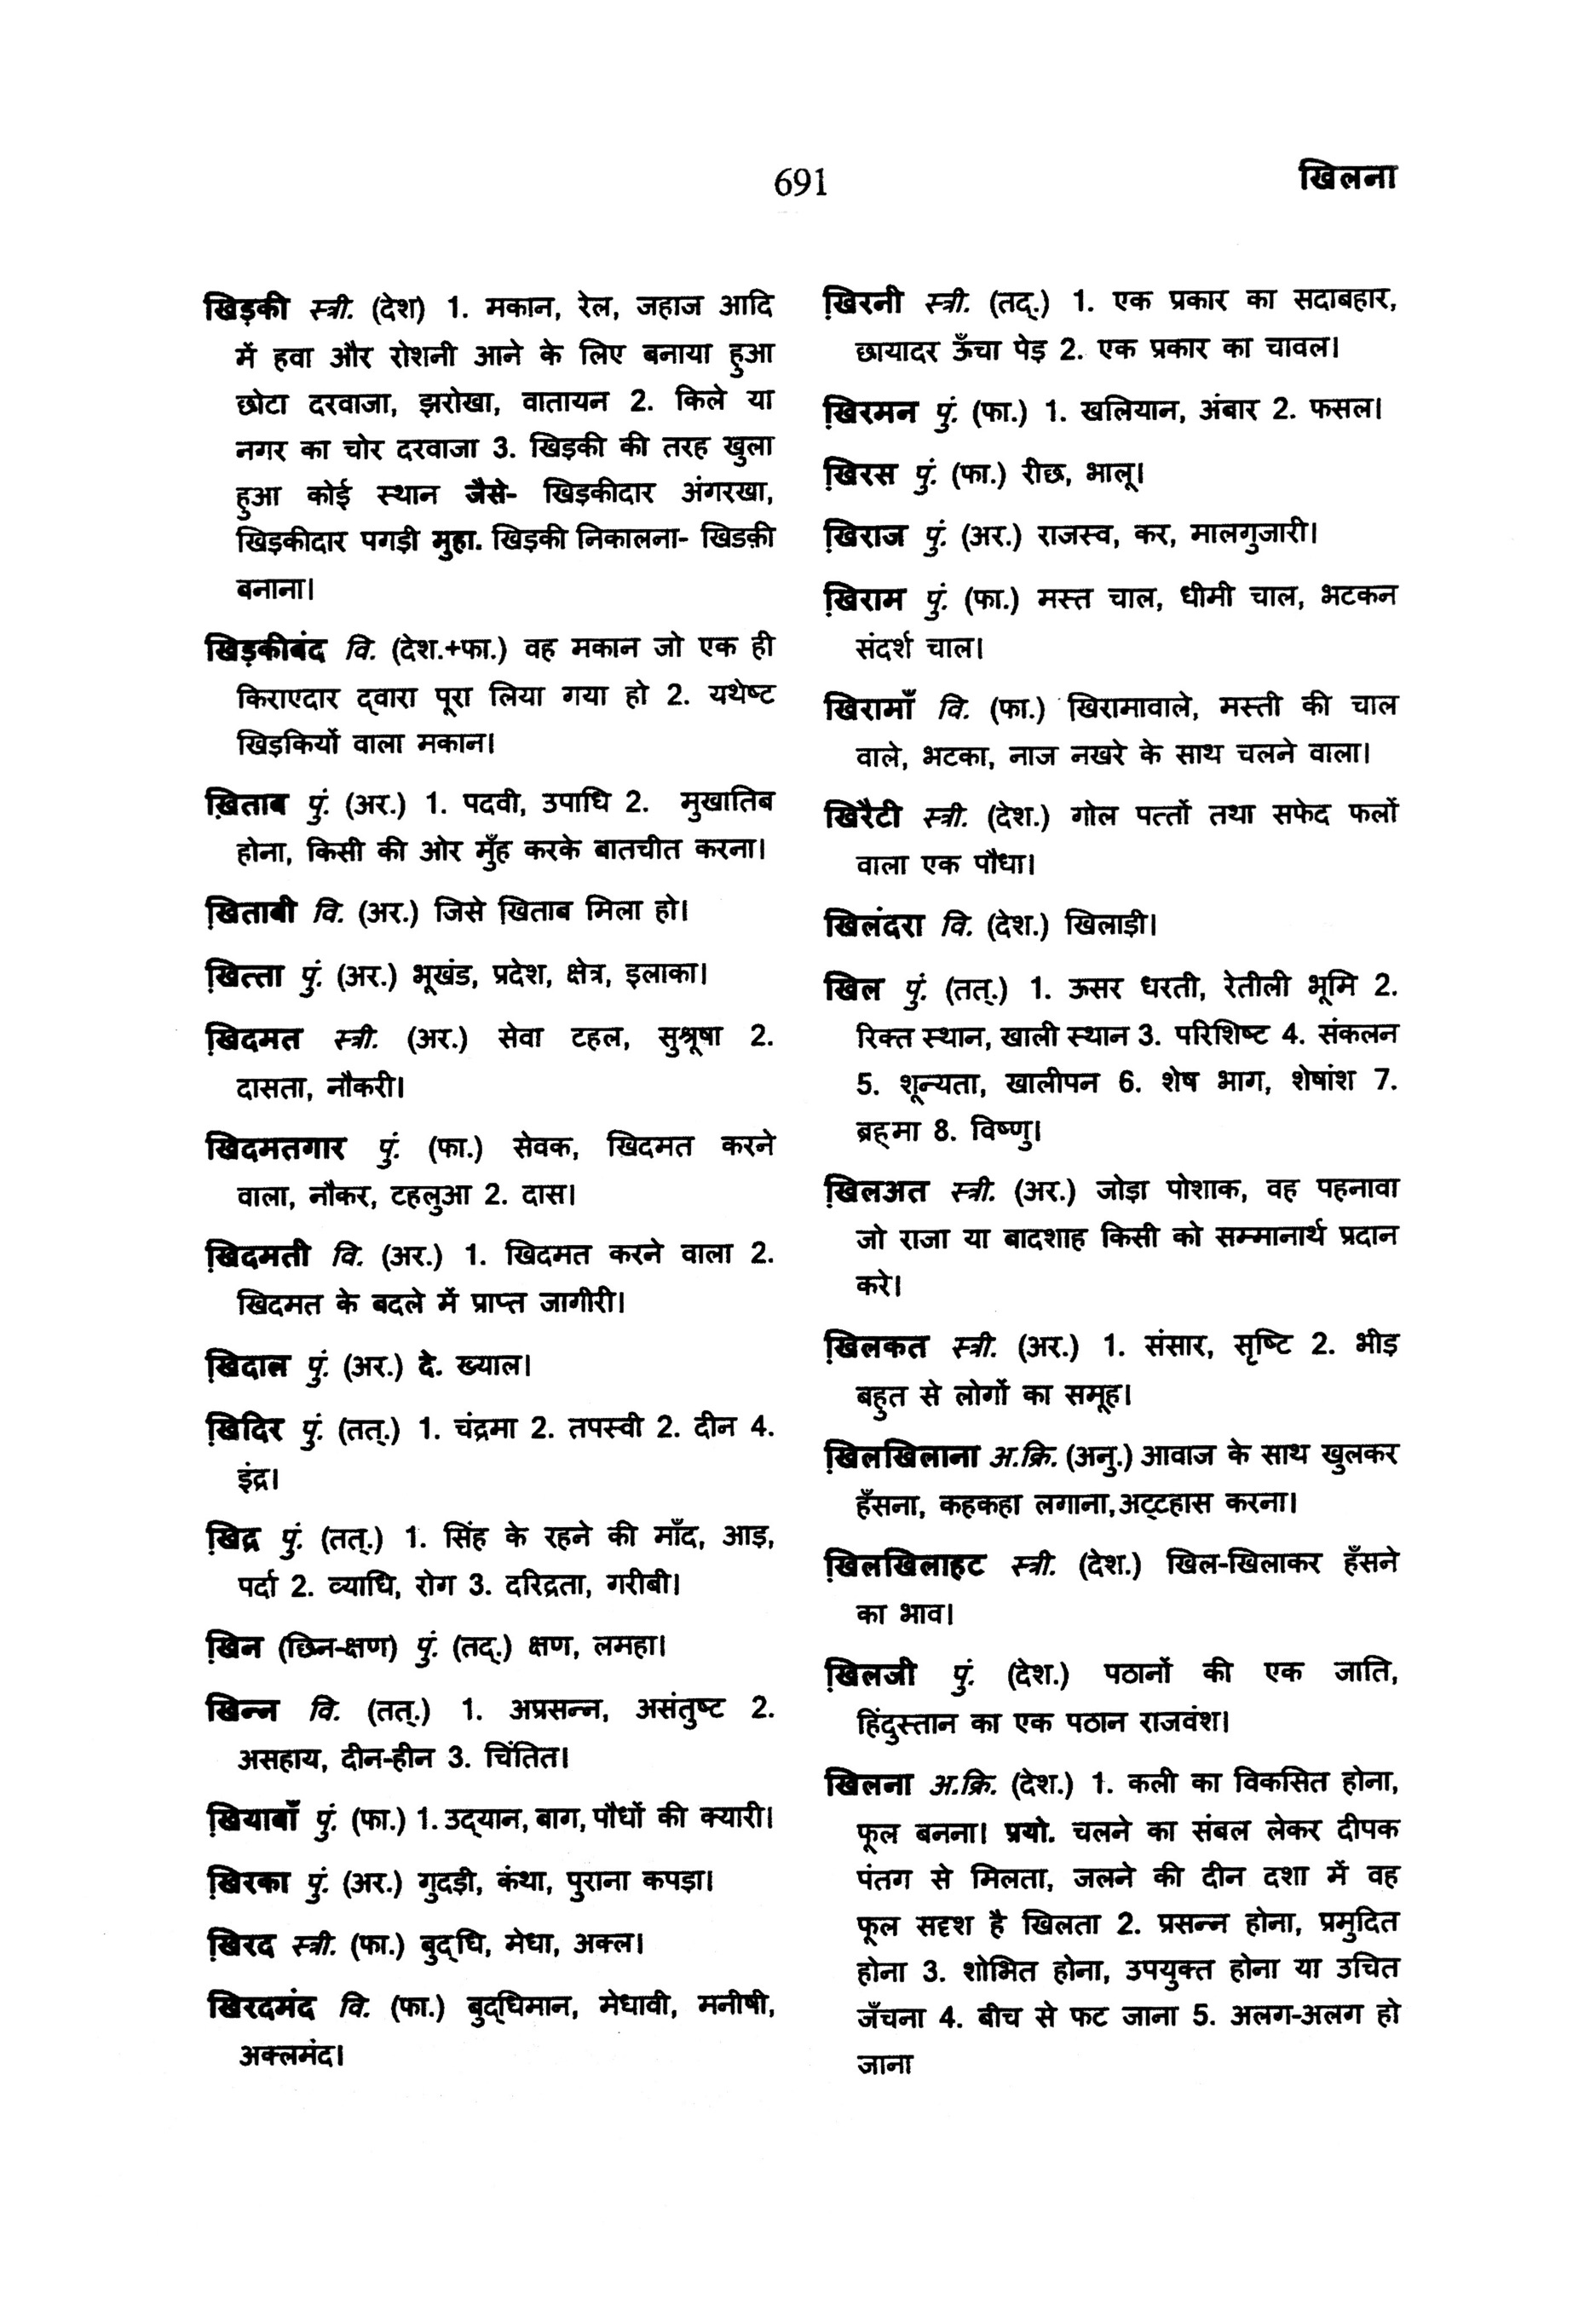 691
खिलना
खिड़की स्त्री. (देश) 1. मकान, रेल, जहाज आदि
में हवा और रोशनी आने के लिए बनाया हुआ
छोटा दरवाजा, झरोखा, वातायन 2. किले या
नगर का चोर दरवाजा 3. खिड़की की तरह खुला
हुआ कोई स्थान जैसे- खिड़कीदार अंगरखा,
खिड़कीदार पगड़ी मुहा. खिड़की निकालना- खिडक़ी
बनाना।
खिड़कीबंद वि. (देश.+फा.) वह मकान जो एक ही
किराएदार द्वारा पूरा लिया गया हो 2. यथेष्ट
खिड़कियों वाला मकान।
ख़िताब पुं. (अर.) 1. पदवी, उपाधि 2. मुखातिब
होना, किसी की ओर मुँह करके बातचीत करना।
ख़िताबी वि. (अर.) जिसे ख़िताब मिला हो।
ख़ित्ता पुं. (अर.) भूखंड, प्रदेश, क्षेत्र, इलाका।
ख़िदमत स्त्री. (अर.) सेवा टहल, सुश्रूषा 2.
दासता, नौकरी।
खिदमतगार पुं. (फा.) सेवक, खिदमत करने
वाला, नौकर, टहलुआ 2. दास।
ख़िदमती वि. (अर.) 1. खिदमत करने वाला 2.
खिदमत के बदले में प्राप्त जागीरी।
ख़िदाल पुं. (अर.) दे. ख्याल।
ख़िदिर पुं. (तत्.) 1. चंद्रमा 2. तपस्वी 2. दीन 4.
इंद्र।
ख़िद्र पुं. (तत्.) 1. सिंह के रहने की माँद, आड़,
पर्दा 2. व्याधि, रोग 3. दरिद्रता, गरीबी।
ख़िन (छिन-क्षण) पुं. (तद्.) क्षण, लमहा।
खिन्न वि. (तत्.) 1. अप्रसन्न, असंतुष्ट 2.
असहाय, दीन-हीन 3. चिंतित।
ख़ियाबाँ पुं. (फा.) 1. उद्यान, बाग, पौधों की क्यारी।
ख़िरका पुं. (अर.) गुदड़ी, कंथा, पुराना कपड़ा।
ख़िरद स्त्री. (फा.) बुद्धि, मेधा, अक्ल।
खिरदमंद वि. (फा.) बुद्धिमान, मेधावी, मनीषी,
अक्लमंद।
ख़िरनी स्त्री. (तद्.) 1. एक प्रकार का सदाबहार,
छायादर ऊँचा पेड़ 2. एक प्रकार का चावल।
ख़िरमन पुं. (फा.) 1. खलियान, अंबार 2. फसल।
ख़िरस पुं. (फा.) रीछ, भालू।
ख़िराज पुं. (अर.) राजस्व, कर, मालगुजारी।
ख़िराम पुं. (फा.) मस्त चाल, धीमी चाल, भटकन
संदर्श चाल।
खिरामाँ वि. (फा.) खिरामावाले, मस्ती की चाल
वाले, भटका, नाज नखरे के साथ चलने वाला।
खिरैटी स्त्री. (देश.) गोल पत्तों तथा सफेद फलों
वाला एक पौधा।
खिलंदरा वि. (देश.) खिलाड़ी।
खिल पुं. (तत्.) 1. ऊसर धरती, रेतीली भूमि 2.
रिक्त स्थान, खाली स्थान 3. परिशिष्ट 4. संकलन
5. शून्यता, खालीपन 6. शेष भाग, शेषांश 7.
ब्रह्मा 8. विष्णु।
ख़िलअत स्त्री. (अर.) जोड़ा पोशाक, वह पहनावा
जो राजा या बादशाह किसी को सम्मानार्थ प्रदान
करे।
ख़िलकत स्त्री. (अर.) 1. संसार, सृष्टि 2. भीड़
बहुत से लोगों का समूह।
ख़िलखिलाना अ.क्रि. (अनु.) आवाज के साथ खुलकर
हँसना, कहकहा लगाना,अट्टहास करना।
ख़िलखिलाहट स्त्री. (देश.) खिल-खिलाकर हँसने
का भाव।
ख़िलजी पुं. (देश.) पठानों की एक जाति,
हिंदुस्तान का एक पठान राजवंश।
खिलना अ.क्रि. (देश.) 1. कली का विकसित होना,
फूल बनना। प्रयो. चलने का संबल लेकर दीपक
पंतग से मिलता, जलने की दीन दशा में वह
फूल सदृश है खिलता 2. प्रसन्न होना, प्रमुदित
होना 3. शोभित होना, उपयुक्त होना या उचित
जँचना 4. बीच से फट जाना 5. अलग-अलग हो
जाना